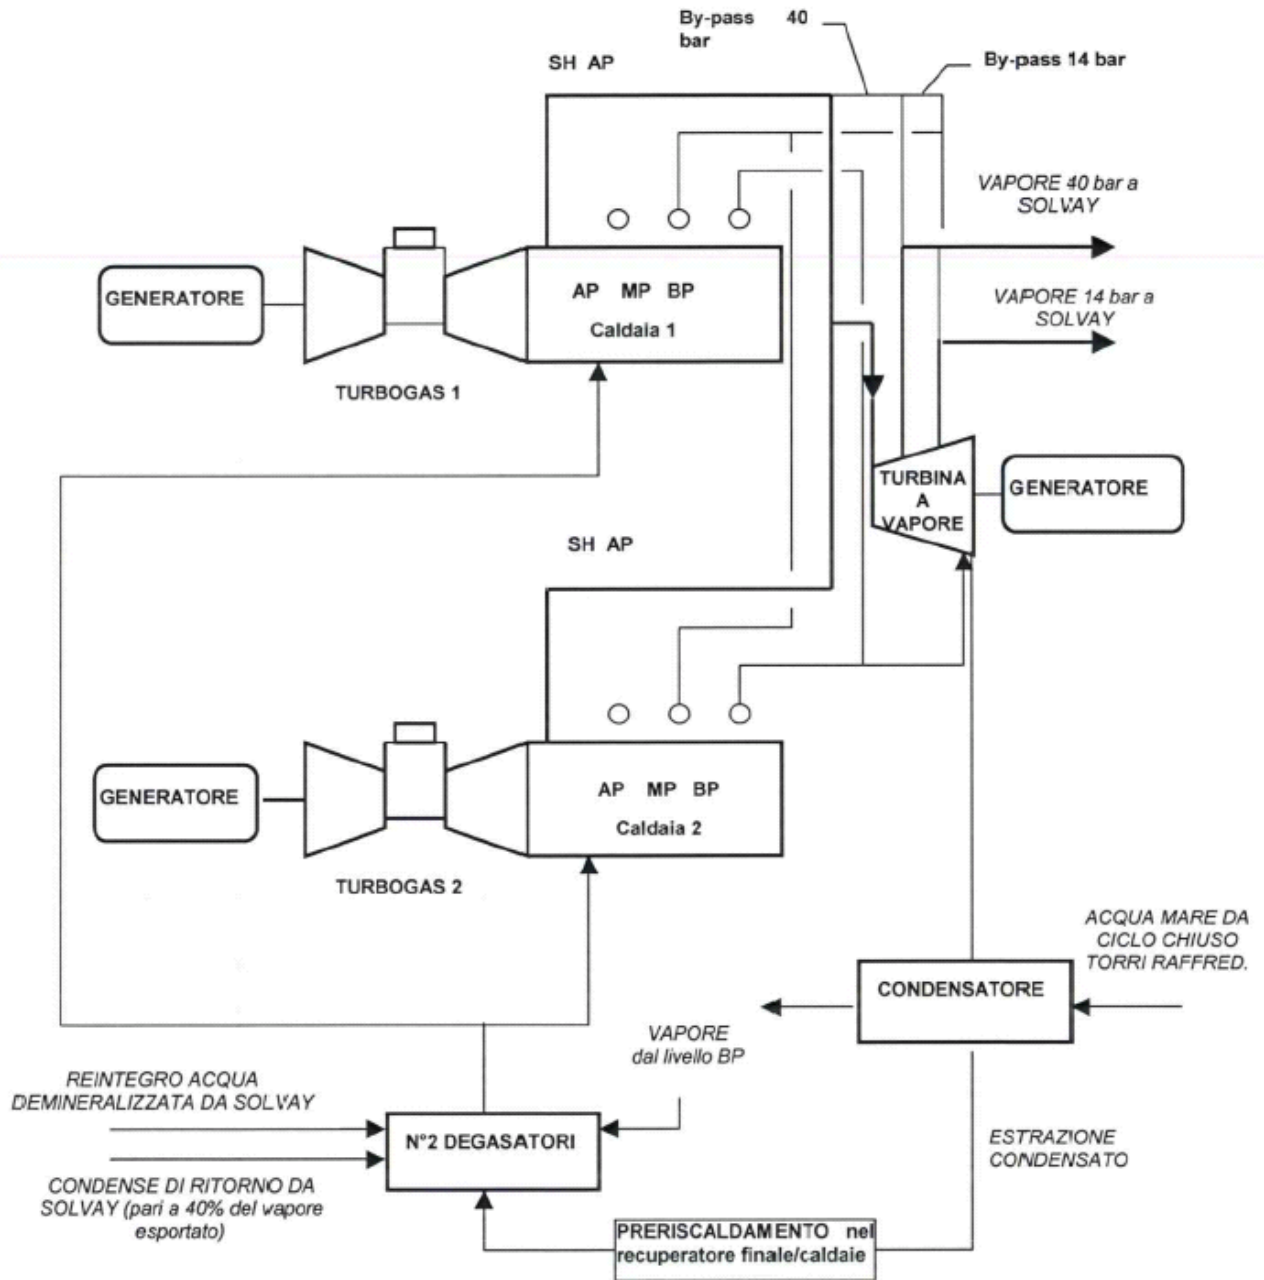 By-pass 40
bar
By-pass 14 bar
SH AP
VAPORE 40 bar a
SOLVAY
GENERATORE
AP MP BP
Caldaia 1
VAPORE 14 bar a
SOLVAY
TURBOGAS 1
TURBINA
A
VAPORE
GENERATORE
SH AP
GENERATORE
AP MP BP
Caldaia 2
TURBOGAS 2
ACQUA MARE DA
CICLO CHIUSO
TORRI RAFFRED.
CONDENSATORE
VAPORE
dal livello BP
REINTEGRO ACQUA
DEMINERALIZZATA DA SOLVAY
N°2 DEGASATORI
ESTRAZIONE
CONDENSATO
CONDENSE DI RITORNO DA
SOLVAY (pari a 40% del vapore
esportato)
PRERISCALDAMENTO nel
recuperatore finale/caldaie